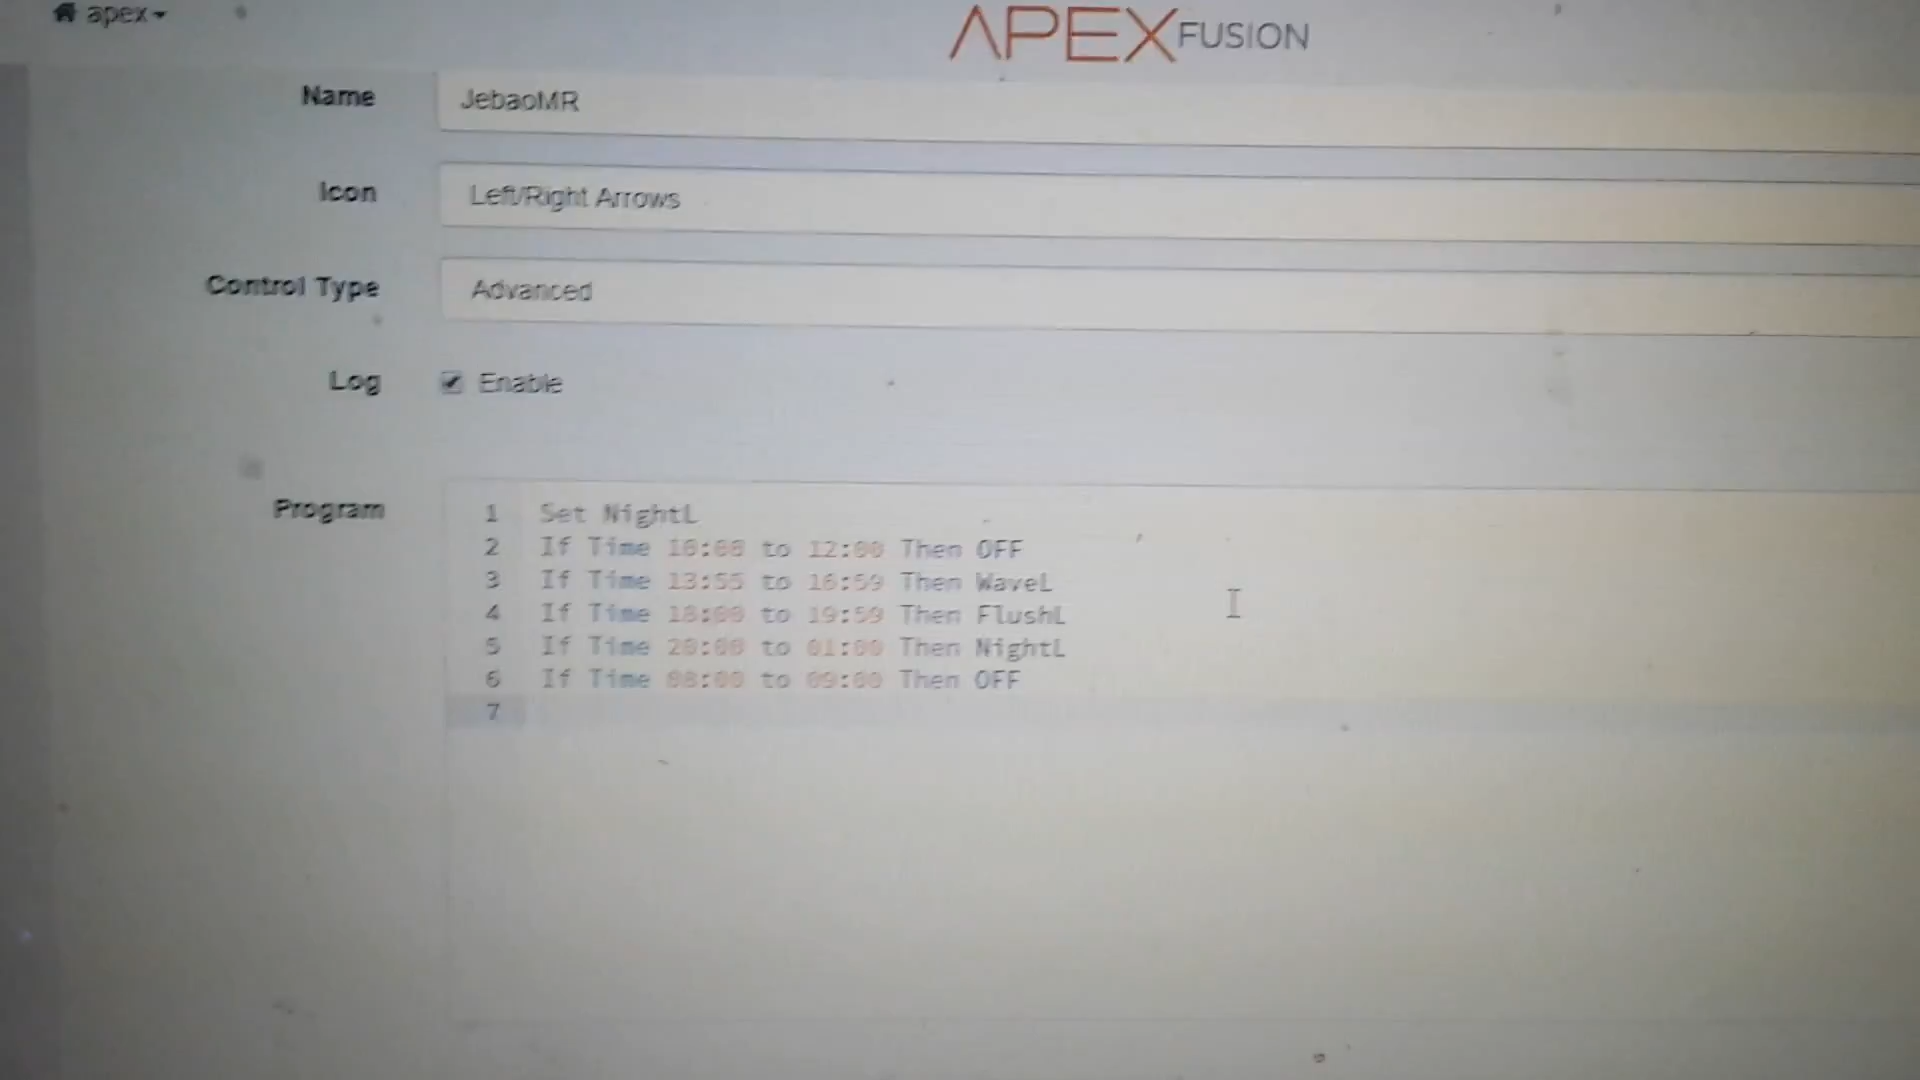 apex
APEX FUSION
Name JebaoMR
Icon Left/Right Arrows
Control Type Advanced
Log Enable
Program
1 Set NightL
2 If Time 10:00 to 12:00 Then OFF
3 If Time 13:55 to 16:59 Then WaveL
4 If Time 18:00 to 19:59 Then FlushL
5 If Time 20:00 to 01:00 Then NightL
6 If Time 08:00 to 09:00 Then OFF
7